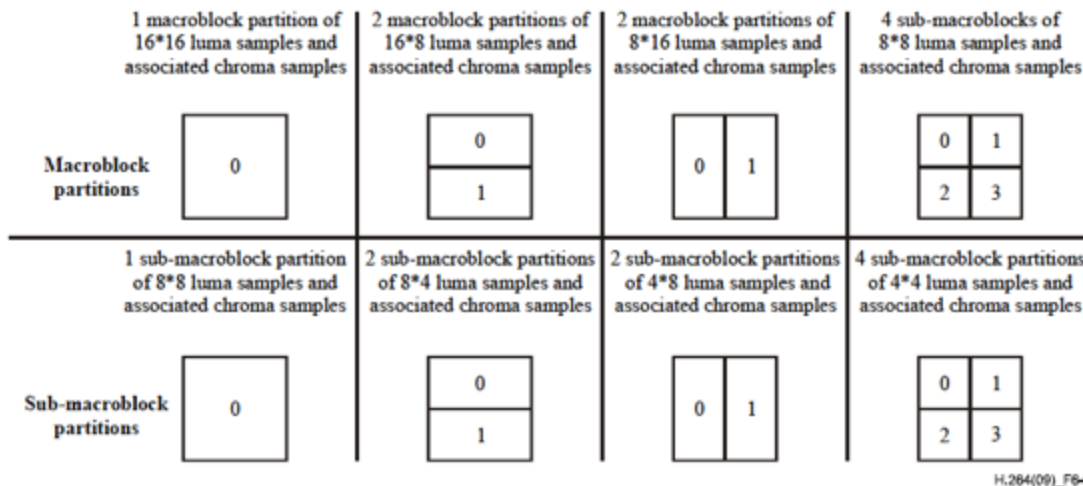 1 macroblock partition of
16*16 luma samples and
associated chroma samples
2 macroblock partitions of
16*8 luma samples and
associated chroma samples
2 macroblock partitions of
8*16 luma samples and
associated chroma samples
4 sub-macroblocks of
8*8 luma samples and
associated chroma samples
Macroblock
partitions
0
0
1
0 1
0 1
2 3
1 sub-macroblock partition
of 8*8 luma samples and
associated chroma samples
2 sub-macroblock partitions
of 8*4 luma samples and
associated chroma samples
2 sub-macroblock partitions
of 4*8 luma samples and
associated chroma samples
4 sub-macroblock partitions
of 4*4 luma samples and
associated chroma samples
Sub-macroblock
partitions
0
0
1
0 1
0 1
2 3
H.264(09)_F6-